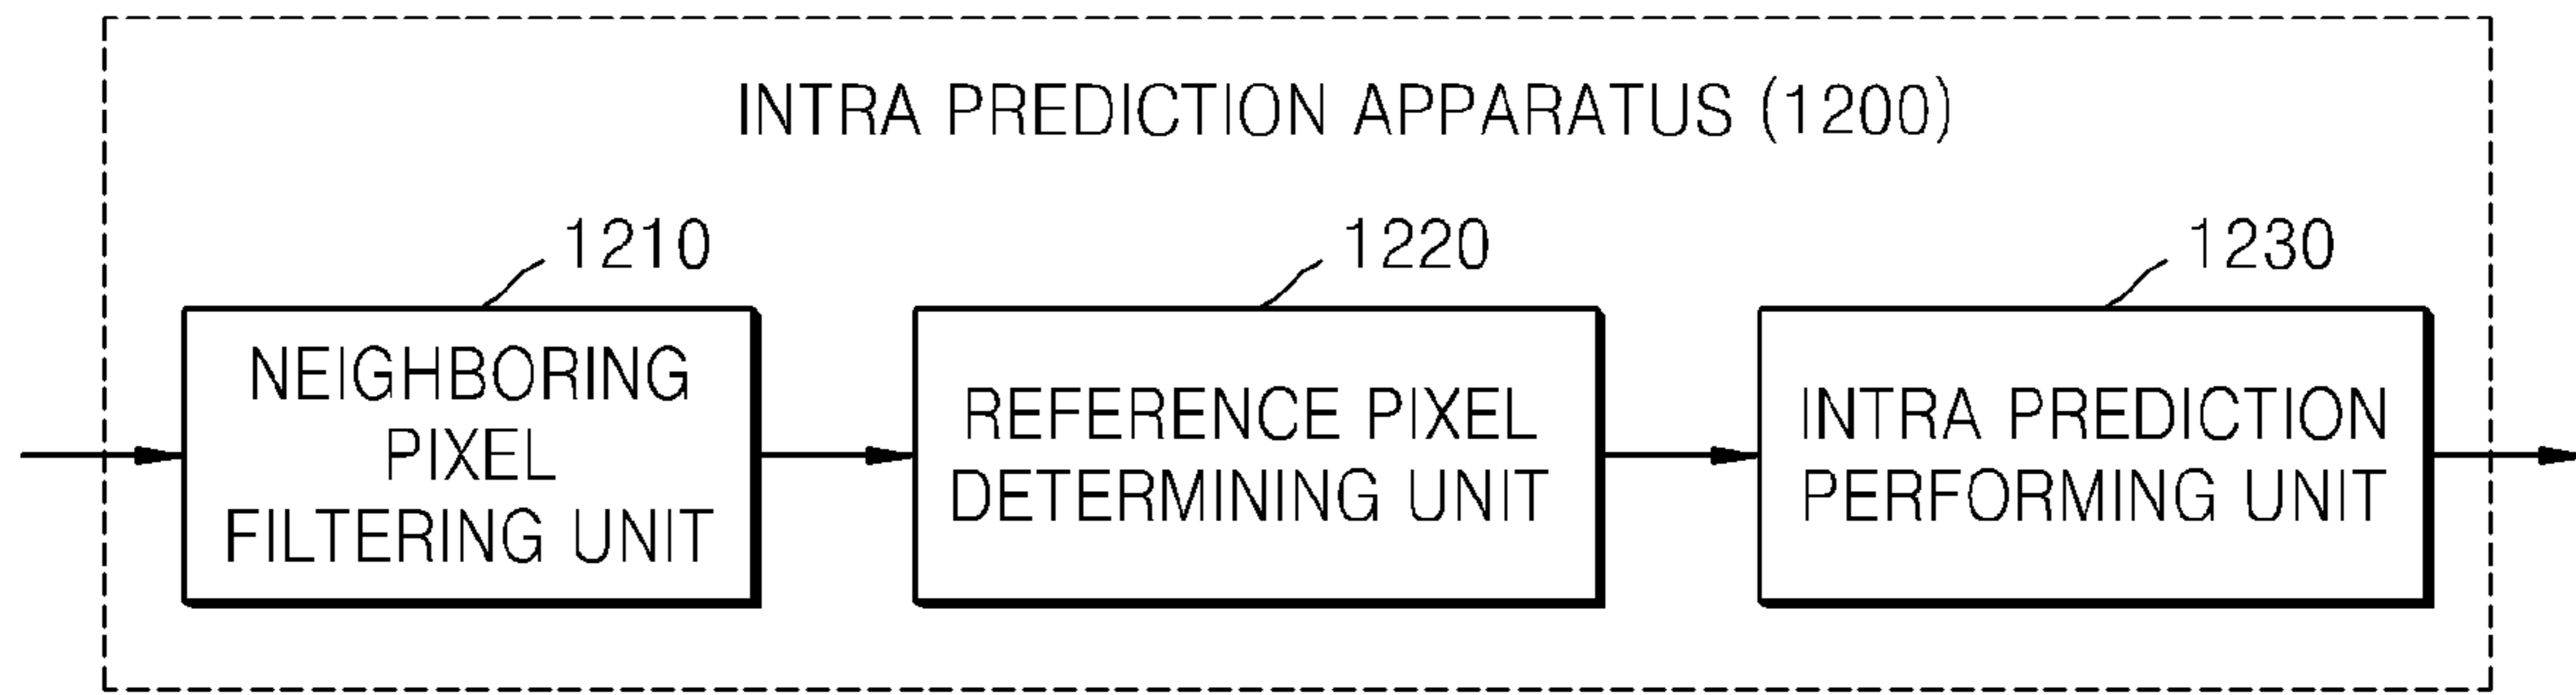 INTRA PREDICTION APPARATUS (1200)
1210
1220
1230
NEIGHBORING
PIXEL
FILTERING UNIT
REFERENCE PIXEL
DETERMINING UNIT
INTRA PREDICTION
PERFORMING UNIT